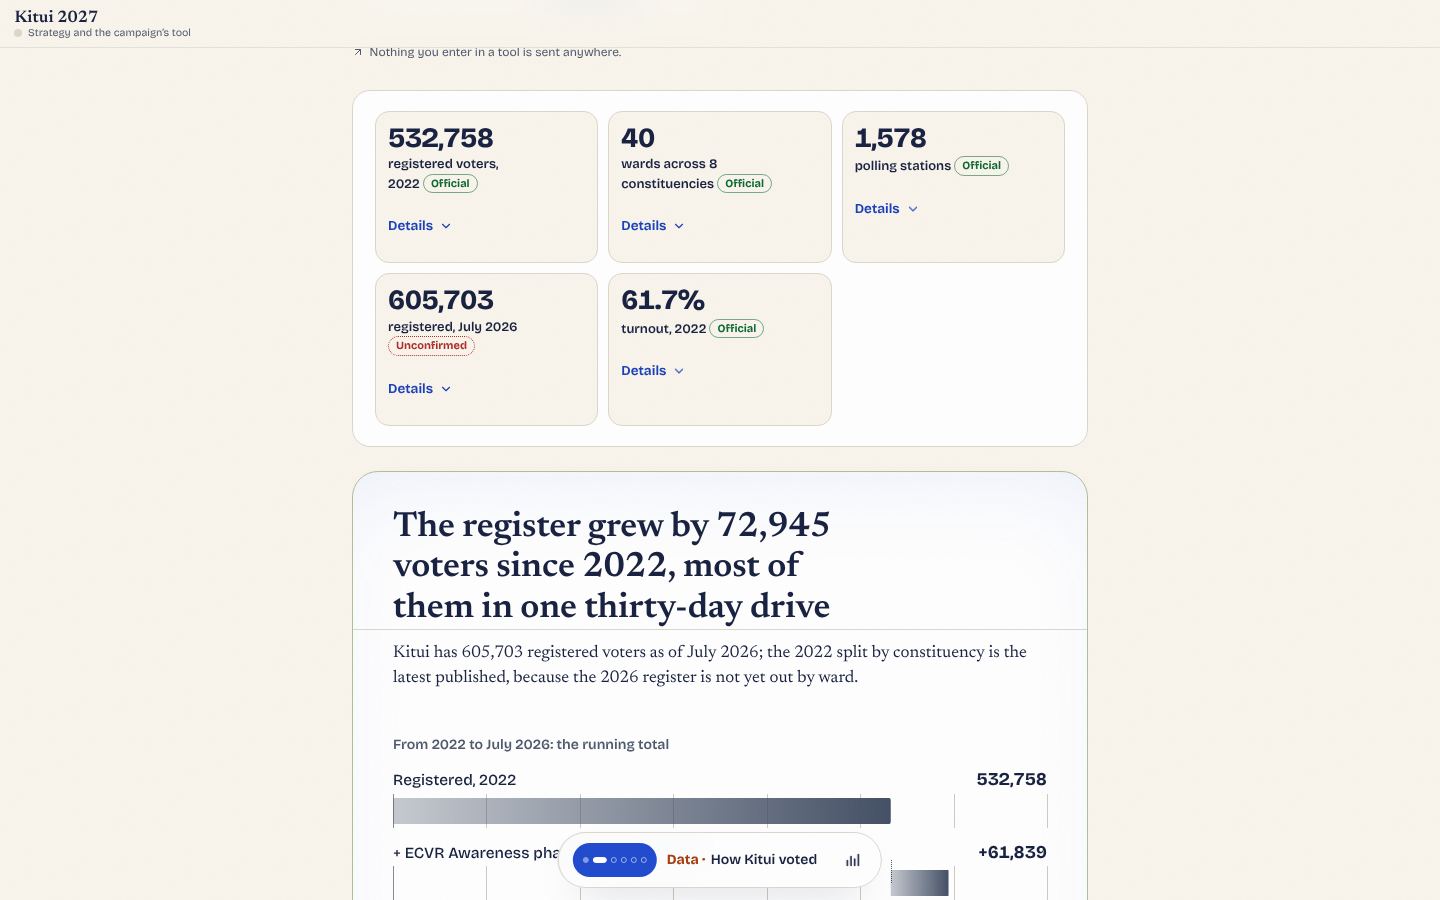 Kitui 2027
Strategy and the campaign's tool
Nothing you enter in a tool is sent anywhere.
532,758
registered voters,
2022 Official
Details
40
wards across 8
constituencies Official
Details
1,578
polling stations Official
Details
605,703
registered, July 2026
Unconfirmed
Details
61.7%
turnout, 2022 Official
Details
The register grew by 72,945
voters since 2022, most of
them in one thirty-day drive
Kitui has 605,703 registered voters as of July 2026; the 2022 split by constituency is the
latest published, because the 2026 register is not yet out by ward.
From 2022 to July 2026: the running total
Registered, 2022 532,758
+ ECVR Awareness pha +61,839
Data · How Kitui voted